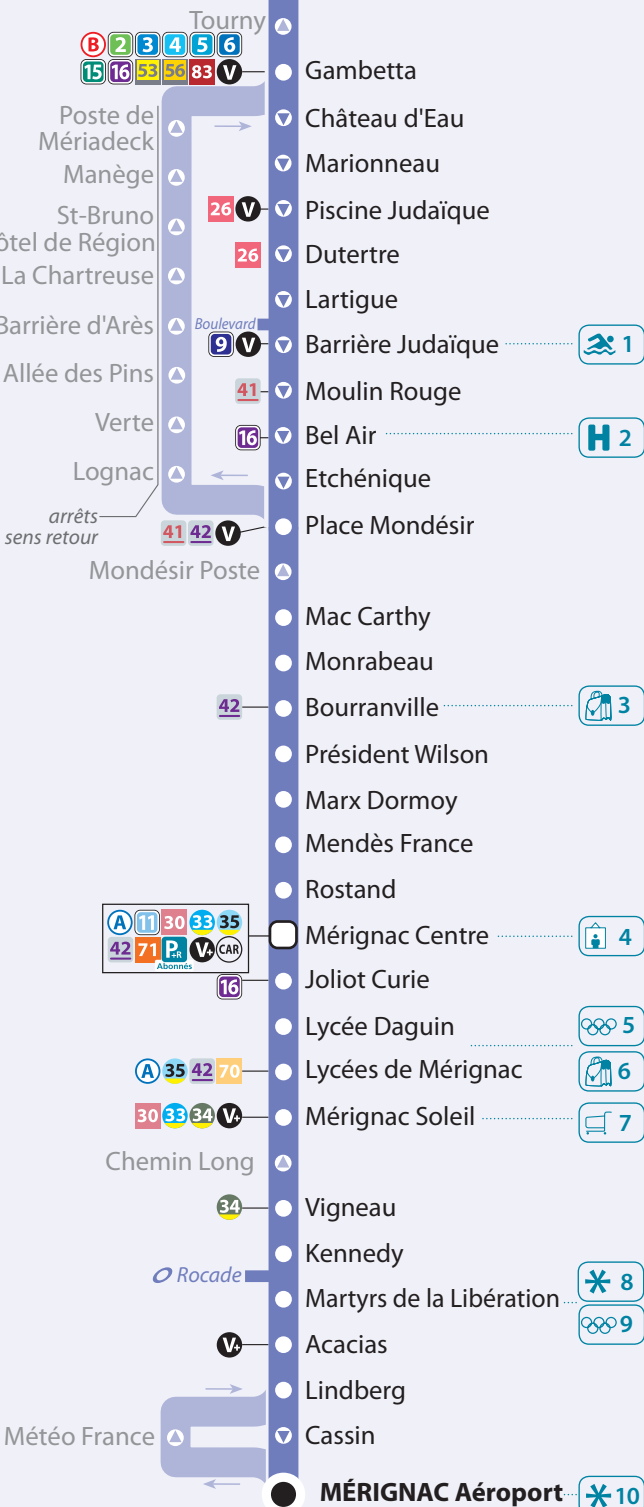 Tourny
B 2 3 4 5 6
15 16 53 56 83 V
Gambetta
Poste de
Mériadeck
Château d'Eau
Marionneau
Manège
26 V
Piscine Judaïque
St-Bruno
ôtel de Région
26
Dutertre
La Chartreuse
Lartigue
Barrière d'Arès
Boulevard
9 V
Barrière Judaïque
1
Allée des Pins
41
Moulin Rouge
Verte
16
Bel Air
H 2
Lognac
Etchénique
arrêts
sens retour
41 42 V
Place Mondésir
Mondésir Poste
Mac Carthy
Monrabeau
42
Bourranville
3
Président Wilson
Marx Dormoy
Mendès France
Rostand
A 11 30 33 35
42 71 P+R V+ CAR
Abonnés
Mérignac Centre
4
16
Joliot Curie
Lycée Daguin
5
A 35 42 70
Lycées de Mérignac
6
30 33 34 V+
Mérignac Soleil
7
Chemin Long
34
Vigneau
Kennedy
Rocade
8
Martyrs de la Libération
9
V+
Acacias
Lindberg
Météo France
Cassin
MÉRIGNAC Aéroport
10